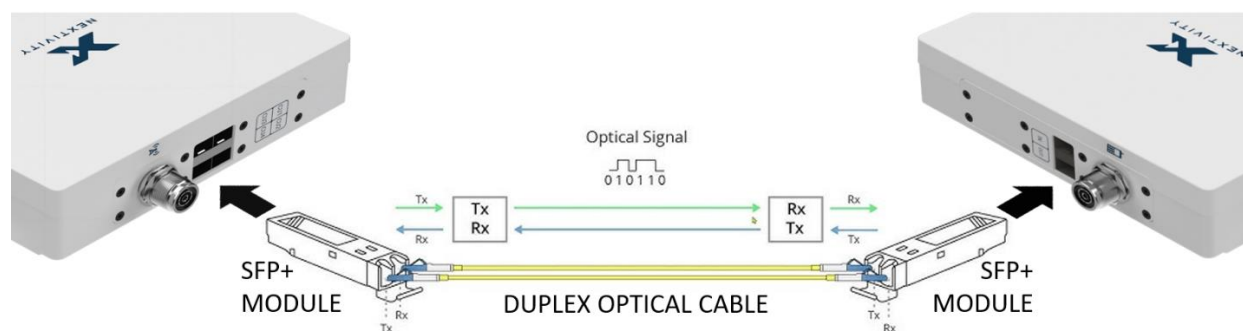 NEXTIVITY
NEXTIVITY
Optical Signal
010110
Tx
Tx
Rx
Rx
Rx
Tx
Rx
Tx
SFP+
MODULE
DUPLEX OPTICAL CABLE
SFP+
MODULE
Tx
Rx
Tx
Rx